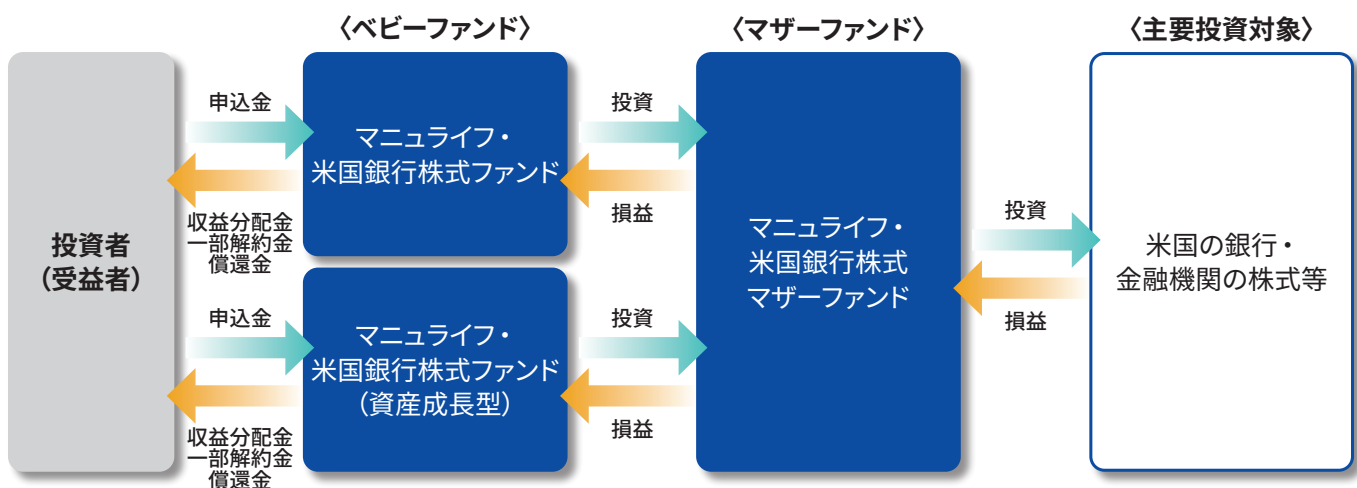 〈ベビーファンド〉
〈マザーファンド〉
〈主要投資対象〉
投資者
（受益者）
申込金
収益分配金
一部解約金
償還金
マニュライフ・
米国銀行株式ファンド
投資
損益
申込金
収益分配金
一部解約金
償還金
マニュライフ・
米国銀行株式ファンド
（資産成長型）
投資
損益
マニュライフ・
米国銀行株式
マザーファンド
投資
損益
米国の銀行・
金融機関の株式等